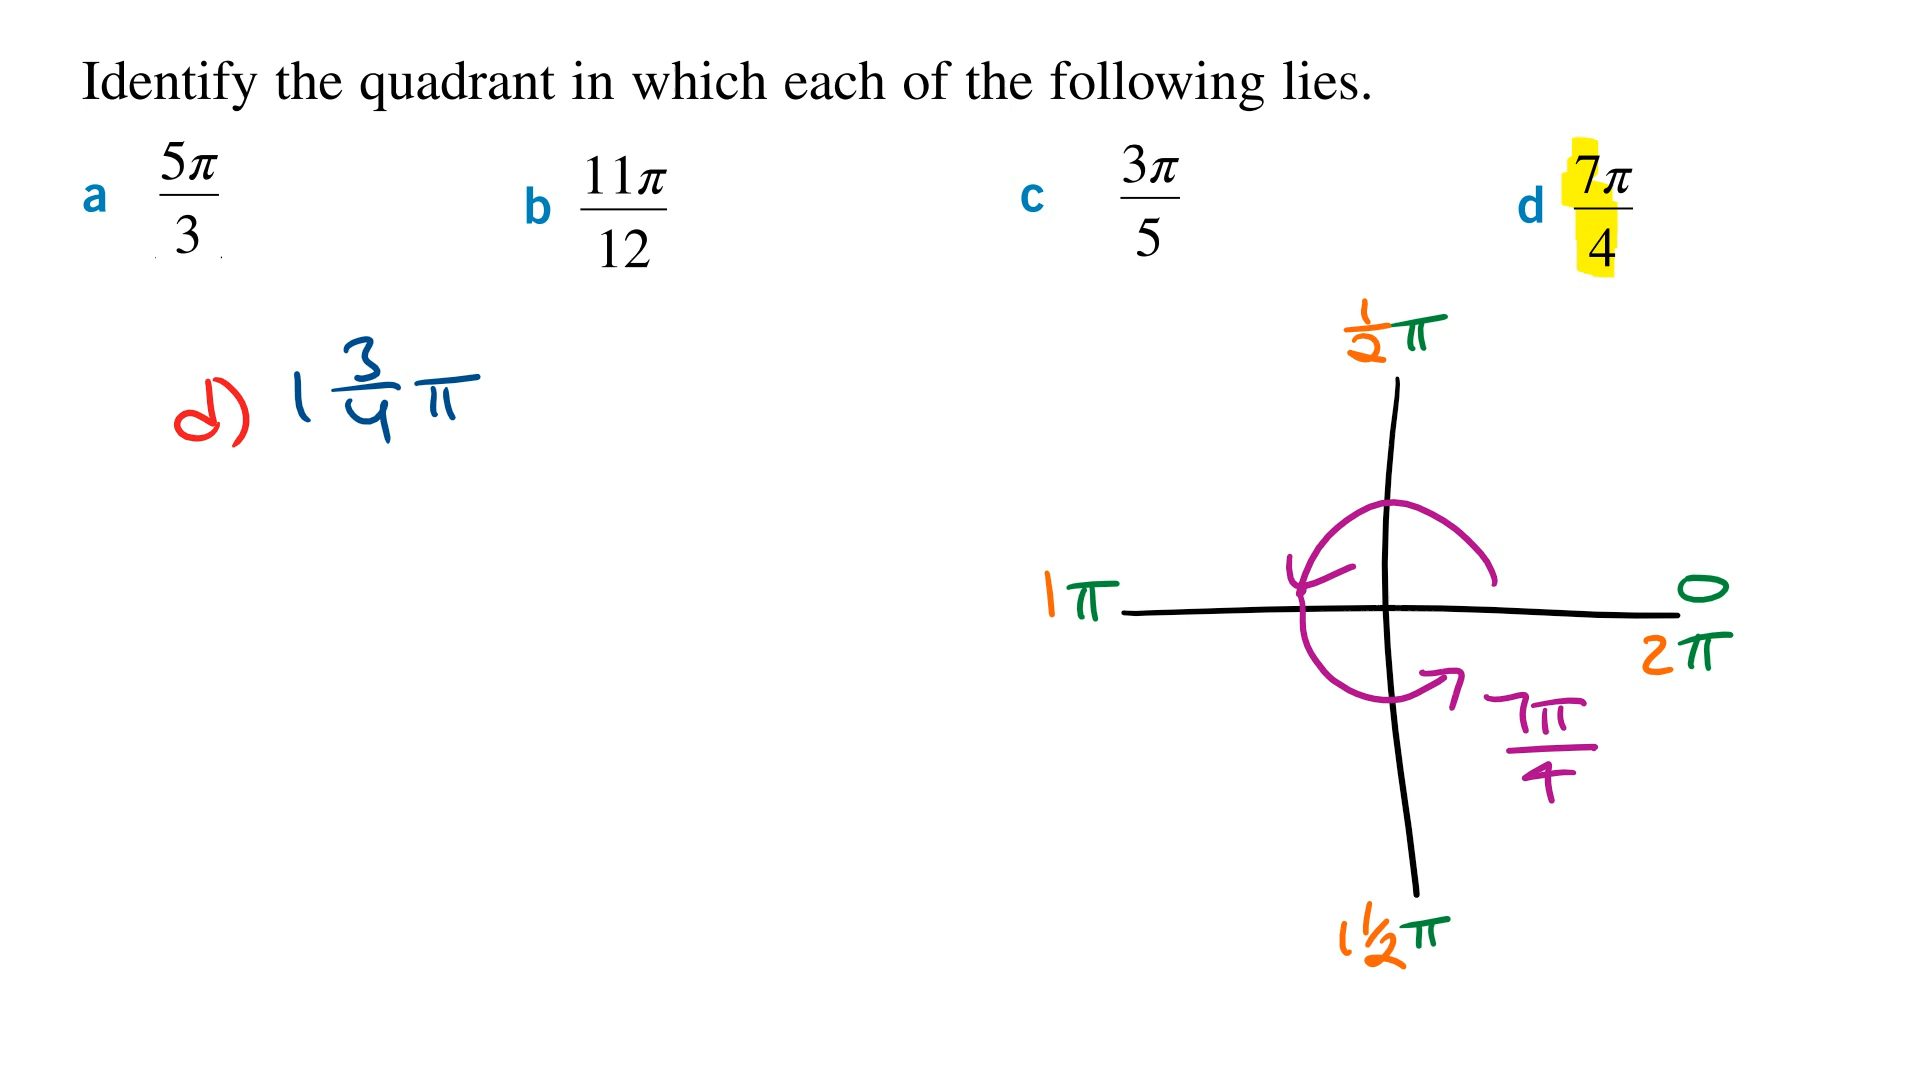 Identify the quadrant in which each of the following lies.
a 5π/3 b 11π/12 c 3π/5 d 7π/4
½π
d) 1 3/4 π
1π 0
2π
7π/4
1½π